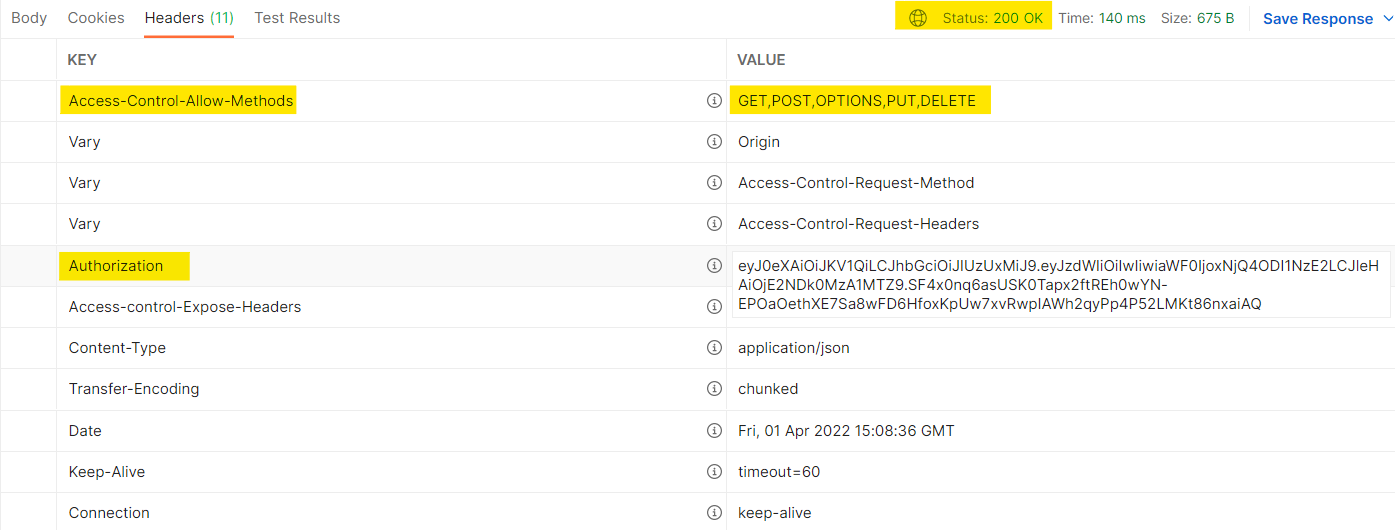 Body Cookies Headers (11) Test Results Status: 200 OK Time: 140 ms Size: 675 B Save Response
KEY VALUE
Access-Control-Allow-Methods GET,POST,OPTIONS,PUT,DELETE
Vary Origin
Vary Access-Control-Request-Method
Vary Access-Control-Request-Headers
Authorization eyJ0eXAiOiJKV1QiLCJhbGciOiJIUzUxMiJ9.eyJzdWIiOiIwIiwiaWF0IjoxNjQ4ODI1NzE2LCJleH
AiOjE2NDk0MzA1MTZ9.SF4x0nq6asUSK0Tapx2ftREh0wYN-
EPOaOethXE7Sa8wFD6HfoxKpUw7xvRwpIAWh2qyPp4P52LMKt86nxaiAQ
Access-control-Expose-Headers
Content-Type application/json
Transfer-Encoding chunked
Date Fri, 01 Apr 2022 15:08:36 GMT
Keep-Alive timeout=60
Connection keep-alive